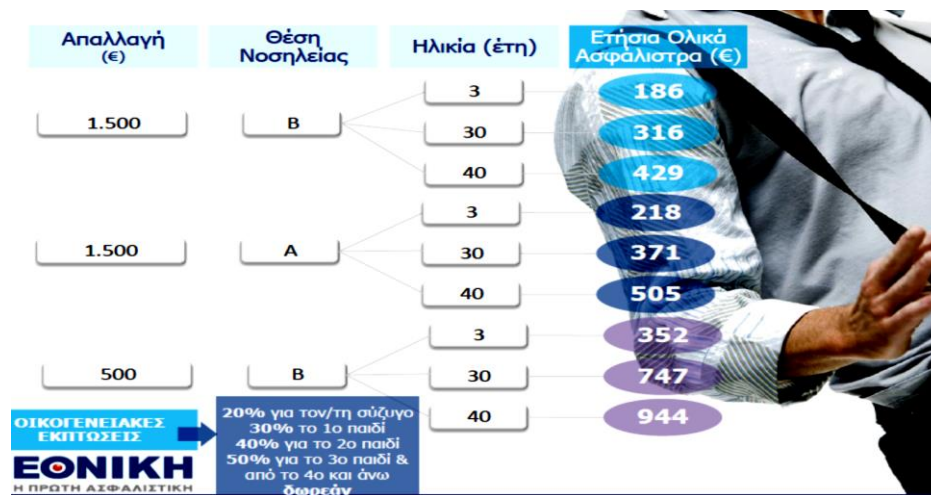 Απαλλαγή (€)
Θέση Νοσηλείας
Ηλικία (έτη)
Ετήσια Ολικά Ασφάλιστρα (€)
1.500
Β
3
186
30
316
40
429
1.500
Α
3
218
30
371
40
505
500
Β
3
352
30
747
40
944
ΟΙΚΟΓΕΝΕΙΑΚΕΣ
ΕΚΠΤΩΣΕΙΣ
20% για τον/τη σύζυγο
30% το 1ο παιδί
40% για το 2ο παιδί
50% για το 3ο παιδί &
από το 4ο και άνω
δωρεάν
ΕΘΝΙΚΗ
Η ΠΡΩΤΗ ΑΣΦΑΛΙΣΤΙΚΗ